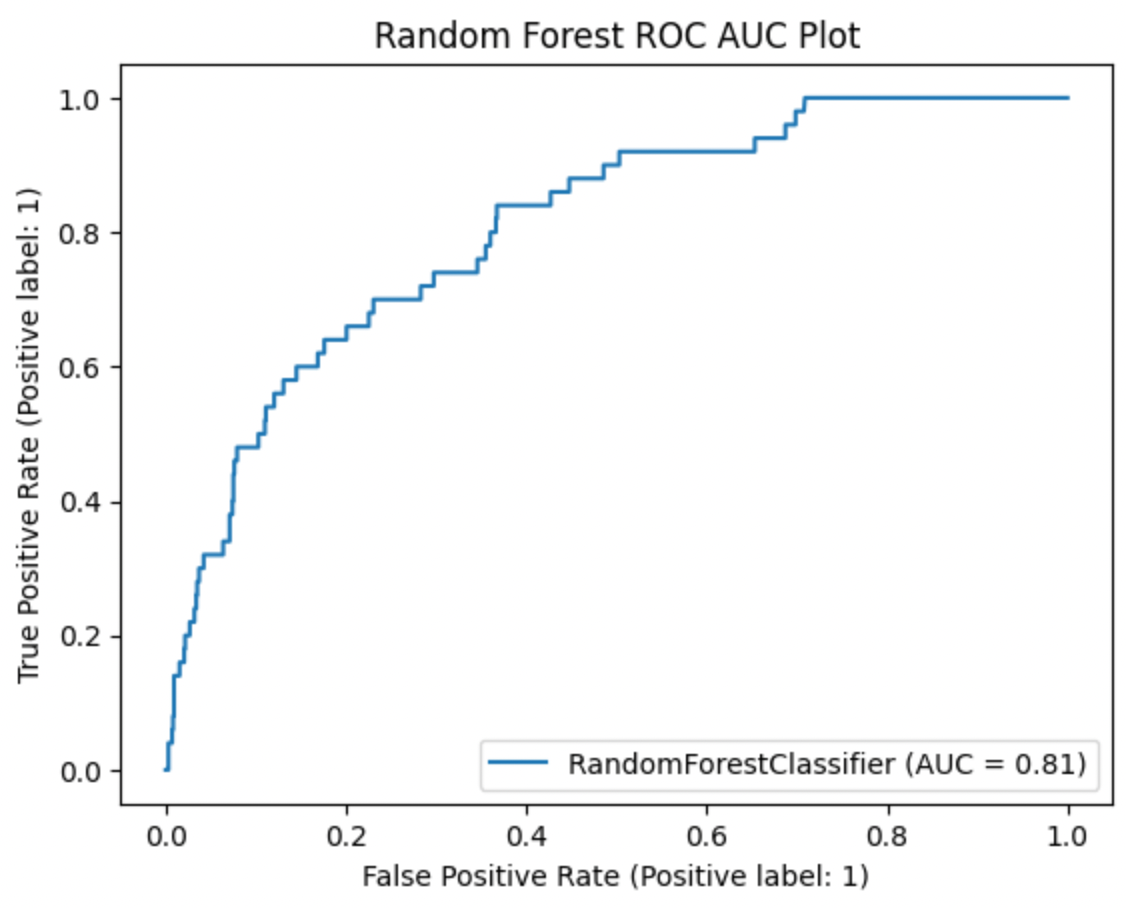 Random Forest ROC AUC Plot
True Positive Rate (Positive label: 1)
1.0
0.8
0.6
0.4
0.2
0.0
RandomForestClassifier (AUC = 0.81)
0.0 0.2 0.4 0.6 0.8 1.0
False Positive Rate (Positive label: 1)